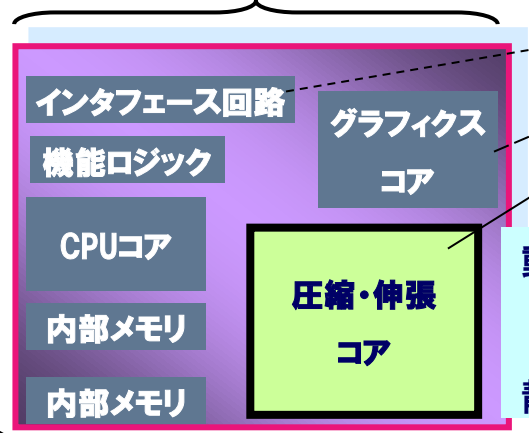 インタフェース回路
グラフィクス
コア
機能ロジック
CPUコア
圧縮・伸張
コア
内部メモリ
内部メモリ